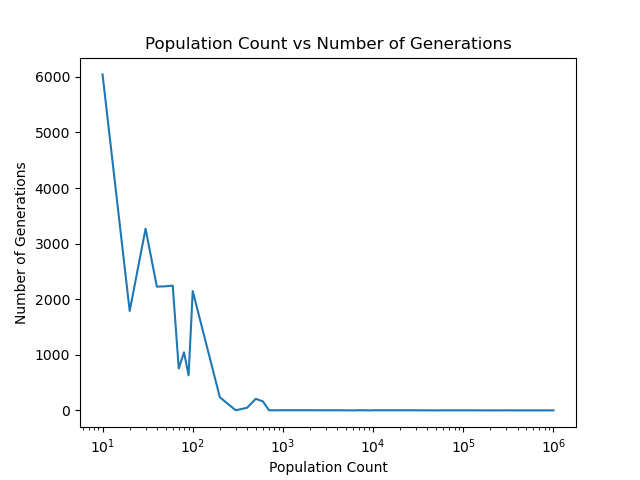 Population Count vs Number of Generations
6000
5000
4000
3000
2000
1000
0
Number of Generations
10¹ 10² 10³ 10⁴ 10⁵ 10⁶
Population Count